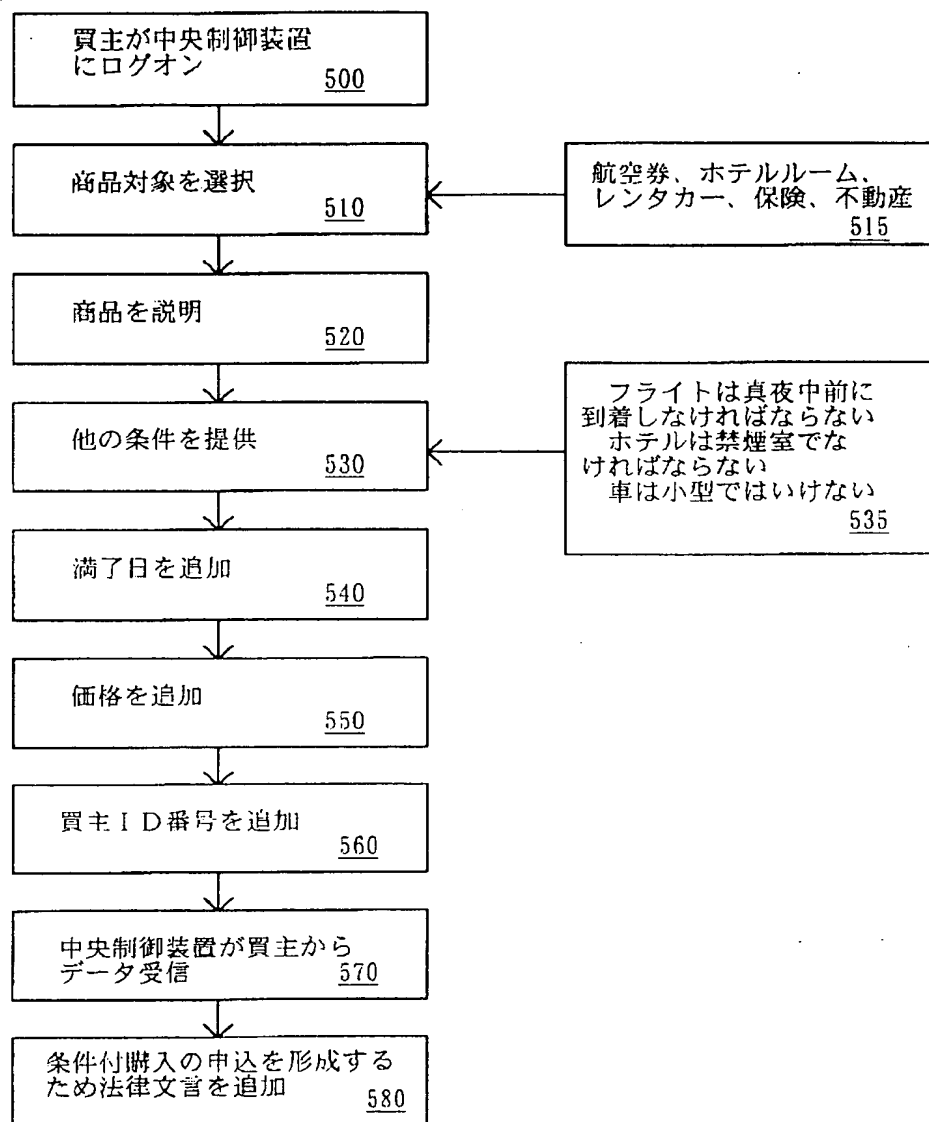 買主が中央制御装置
にログオン
500
商品対象を選択
510
航空券、ホテルルーム、
レンタカー、保険、不動産
515
商品を説明
520
他の条件を提供
530
フライトは真夜中前に
到着しなければならない
ホテルは禁煙室でな
ければならない
車は小型ではいけない
535
満了日を追加
540
価格を追加
550
買主ID番号を追加
560
中央制御装置が買主から
データ受信
570
条件付購入の申込を形成する
ため法律文言を追加
580